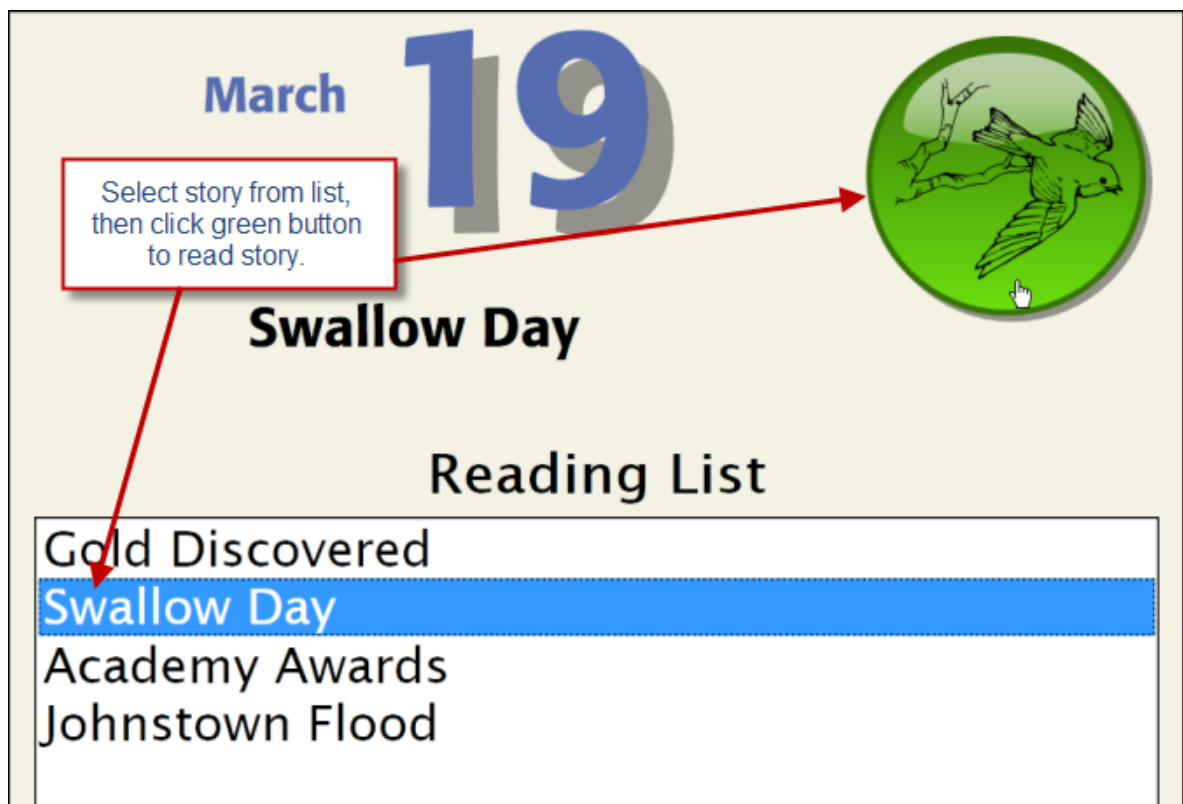 March 19
Select story from list,
then click green button
to read story.
Swallow Day
Reading List
Gold Discovered
Swallow Day
Academy Awards
Johnstown Flood